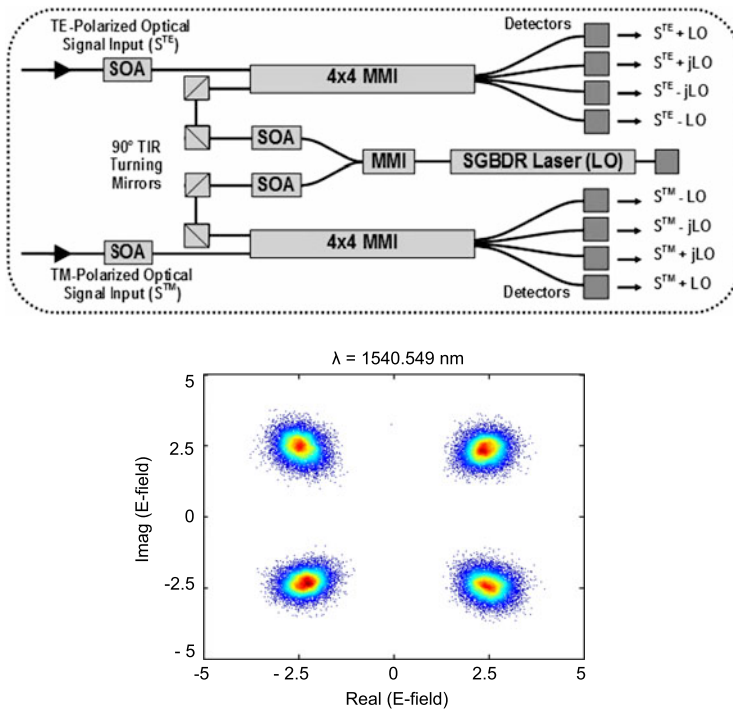 TE-Polarized Optical
Signal Input (S^TE)
SOA
4x4 MMI
Detectors
S^TE + LO
S^TE + jLO
S^TE - jLO
S^TE - LO
90° TIR
Turning
Mirrors
SOA
SOA
MMI
SGBDR Laser (LO)
SOA
TM-Polarized Optical
Signal Input (S^TM)
4x4 MMI
S^TM - LO
S^TM - jLO
S^TM + jLO
S^TM + LO
Detectors
λ = 1540.549 nm
5
2.5
0
-2.5
- 5
Imag (E-field)
-5
- 2.5
0
2.5
5
Real (E-field)